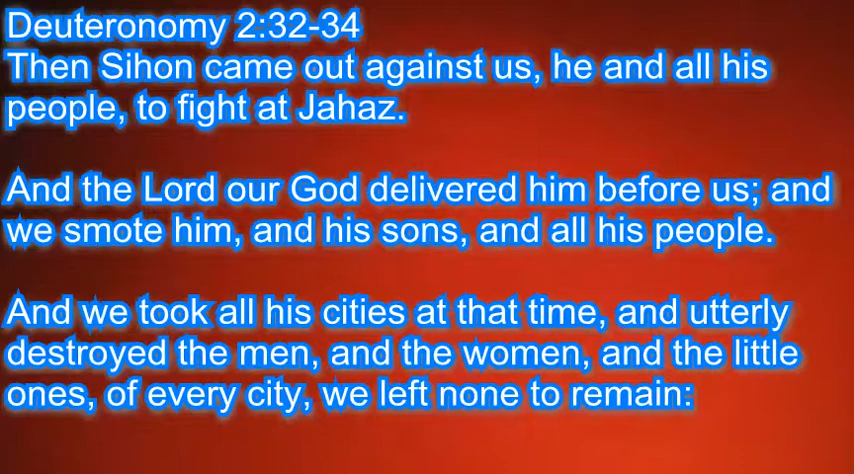 Deuteronomy 2:32-34
Then Sihon came out against us, he and all his
people, to fight at Jahaz.
And the Lord our God delivered him before us; and
we smote him, and his sons, and all his people.
And we took all his cities at that time, and utterly
destroyed the men, and the women, and the little
ones, of every city, we left none to remain: